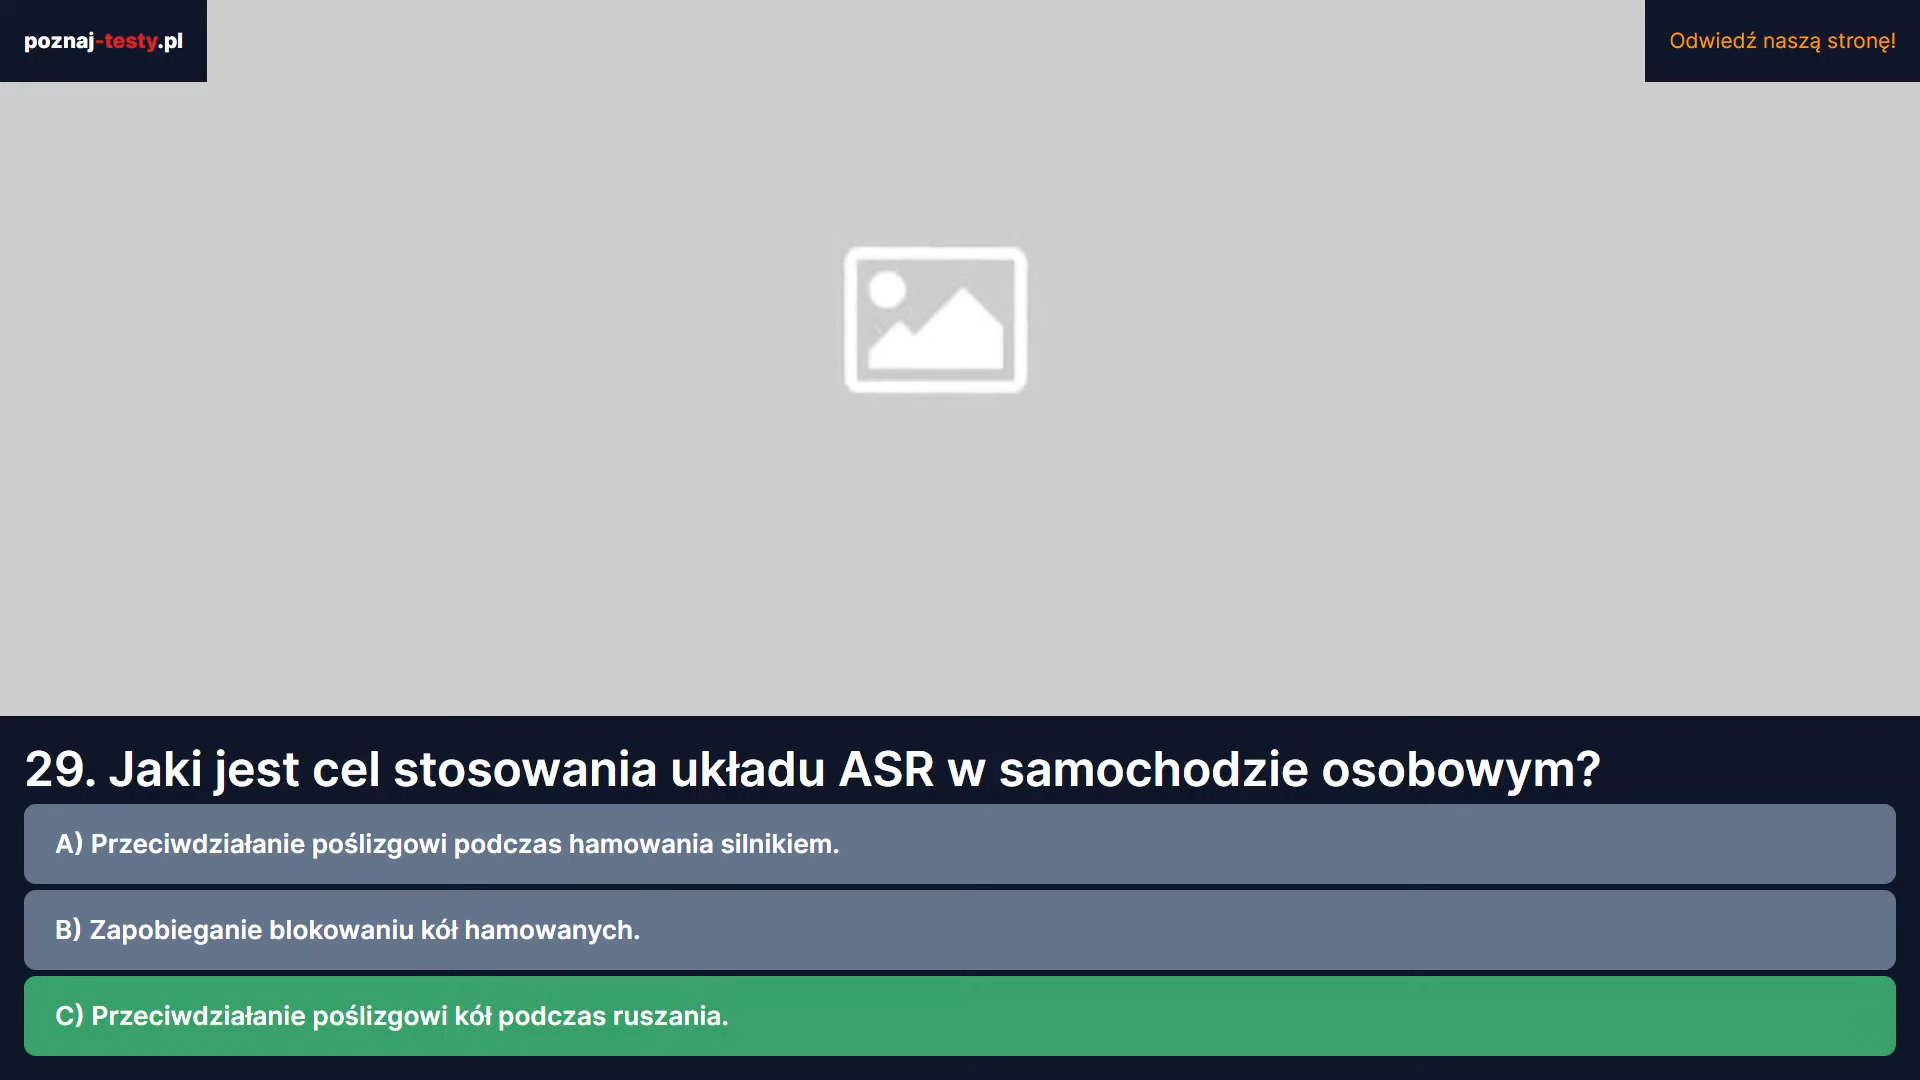 poznaj-testy.pl
Odwiedź naszą stronę!
29. Jaki jest cel stosowania układu ASR w samochodzie osobowym?
A) Przeciwdziałanie poślizgowi podczas hamowania silnikiem.
B) Zapobieganie blokowaniu kół hamowanych.
C) Przeciwdziałanie poślizgowi kół podczas ruszania.